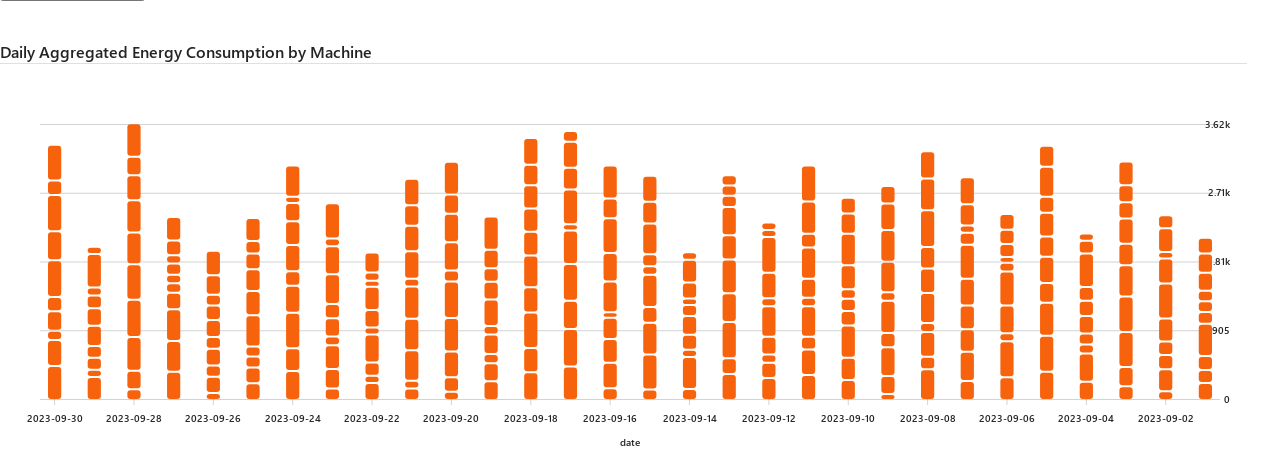 Daily Aggregated Energy Consumption by Machine
3.62k
2.71k
.81k
905
0
2023-09-30 2023-09-28 2023-09-26 2023-09-24 2023-09-22 2023-09-20 2023-09-18 2023-09-16 2023-09-14 2023-09-12 2023-09-10 2023-09-08 2023-09-06 2023-09-04 2023-09-02
date